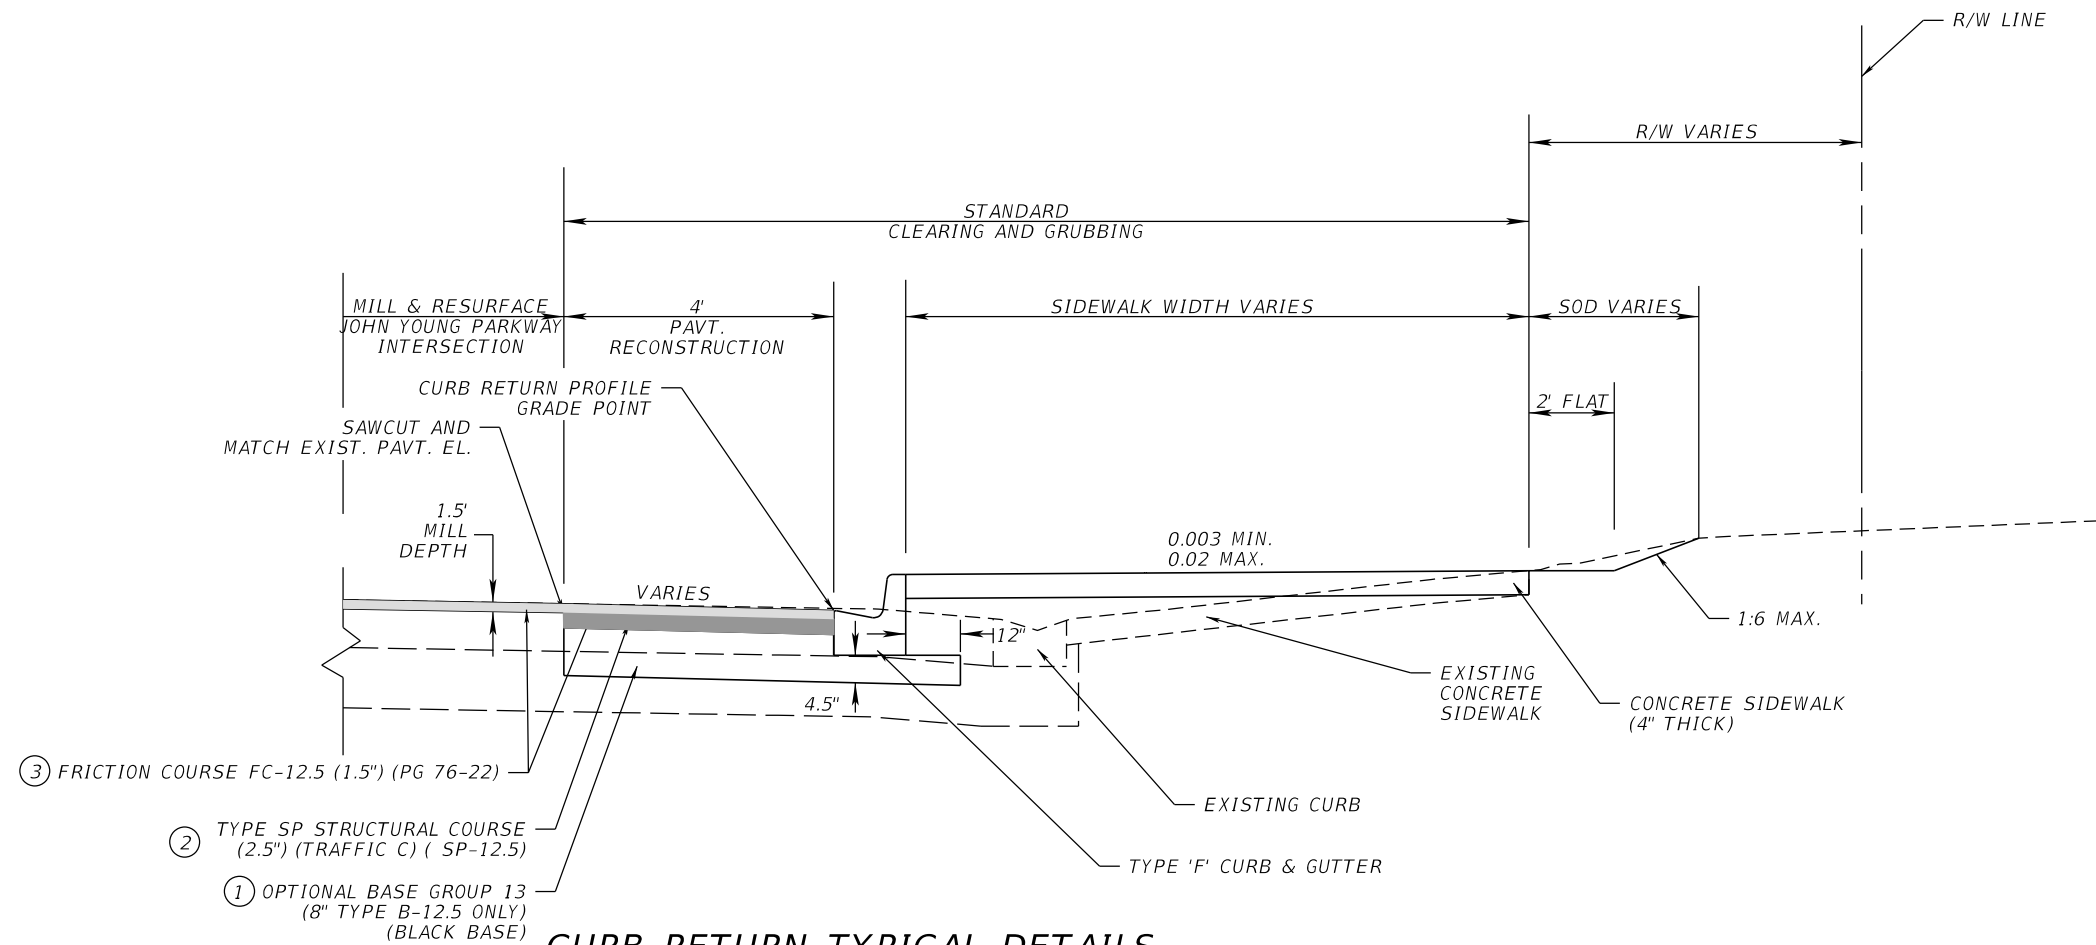 R/W LINE
R/W VARIES
STANDARD
CLEARING AND GRUBBING
MILL & RESURFACE
JOHN YOUNG PARKWAY
INTERSECTION
4'
PAVT.
RECONSTRUCTION
SIDEWALK WIDTH VARIES
SOD VARIES
CURB RETURN PROFILE
GRADE POINT
2' FLAT
SAWCUT AND
MATCH EXIST. PAVT. EL.
1.5'
MILL
DEPTH
0.003 MIN.
0.02 MAX.
VARIES
1:6 MAX.
12"
4.5"
EXISTING
CONCRETE
SIDEWALK
CONCRETE SIDEWALK
(4" THICK)
3 FRICTION COURSE FC-12.5 (1.5") (PG 76-22)
EXISTING CURB
2 TYPE SP STRUCTURAL COURSE
(2.5") (TRAFFIC C) ( SP-12.5)
TYPE 'F' CURB & GUTTER
1 OPTIONAL BASE GROUP 13
(8" TYPE B-12.5 ONLY)
(BLACK BASE)
CURB RETURN TYPICAL DETAILS